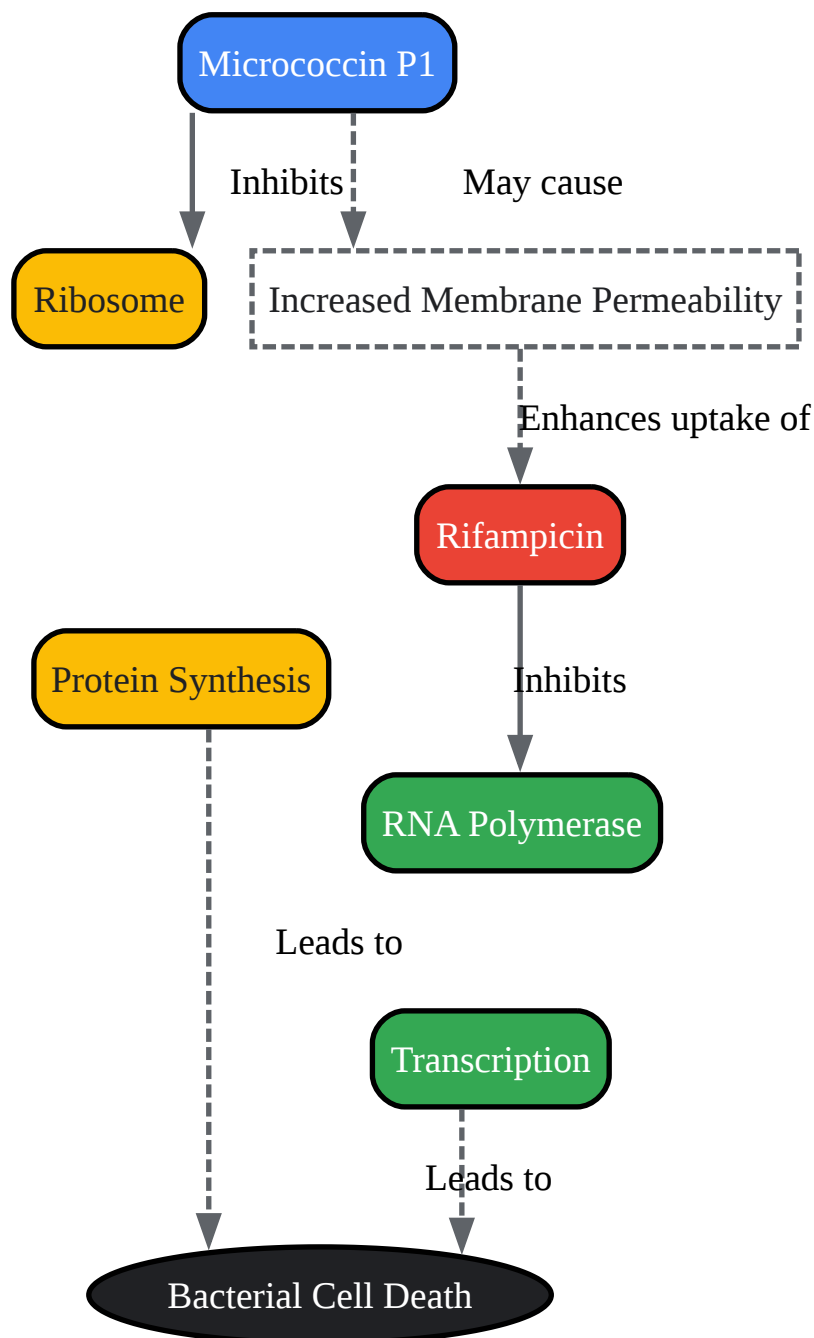 Micrococcin P1
Inhibits
May cause
Ribosome
Increased Membrane Permeability
Enhances uptake of
Rifampicin
Protein Synthesis
Inhibits
RNA Polymerase
Leads to
Transcription
Leads to
Bacterial Cell Death